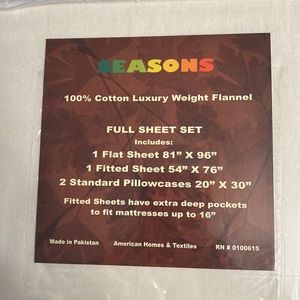 SEASONS
100% Cotton Luxury Weight Flannel
FULL SHEET SET
Includes:
1 Flat Sheet 81” X 96”
1 Fitted Sheet 54” X 76”
2 Standard Pillowcases 20” X 30”
Fitted Sheets have extra deep pockets
to fit mattresses up to 16”
Made in Pakistan American Homes & Textiles RN # 0100615